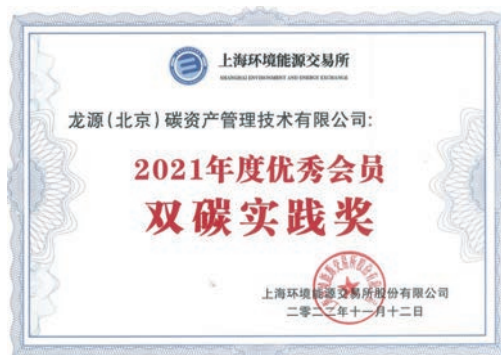 上海环境能源交易所
SHANGHAI ENVIRONMENT AND ENERGY EXCHANGE
龙源(北京)碳资产管理技术有限公司:
2021年度优秀会员
双碳实践奖
上海环境能源交易所股份有限公司
二零二二年十一月十二日